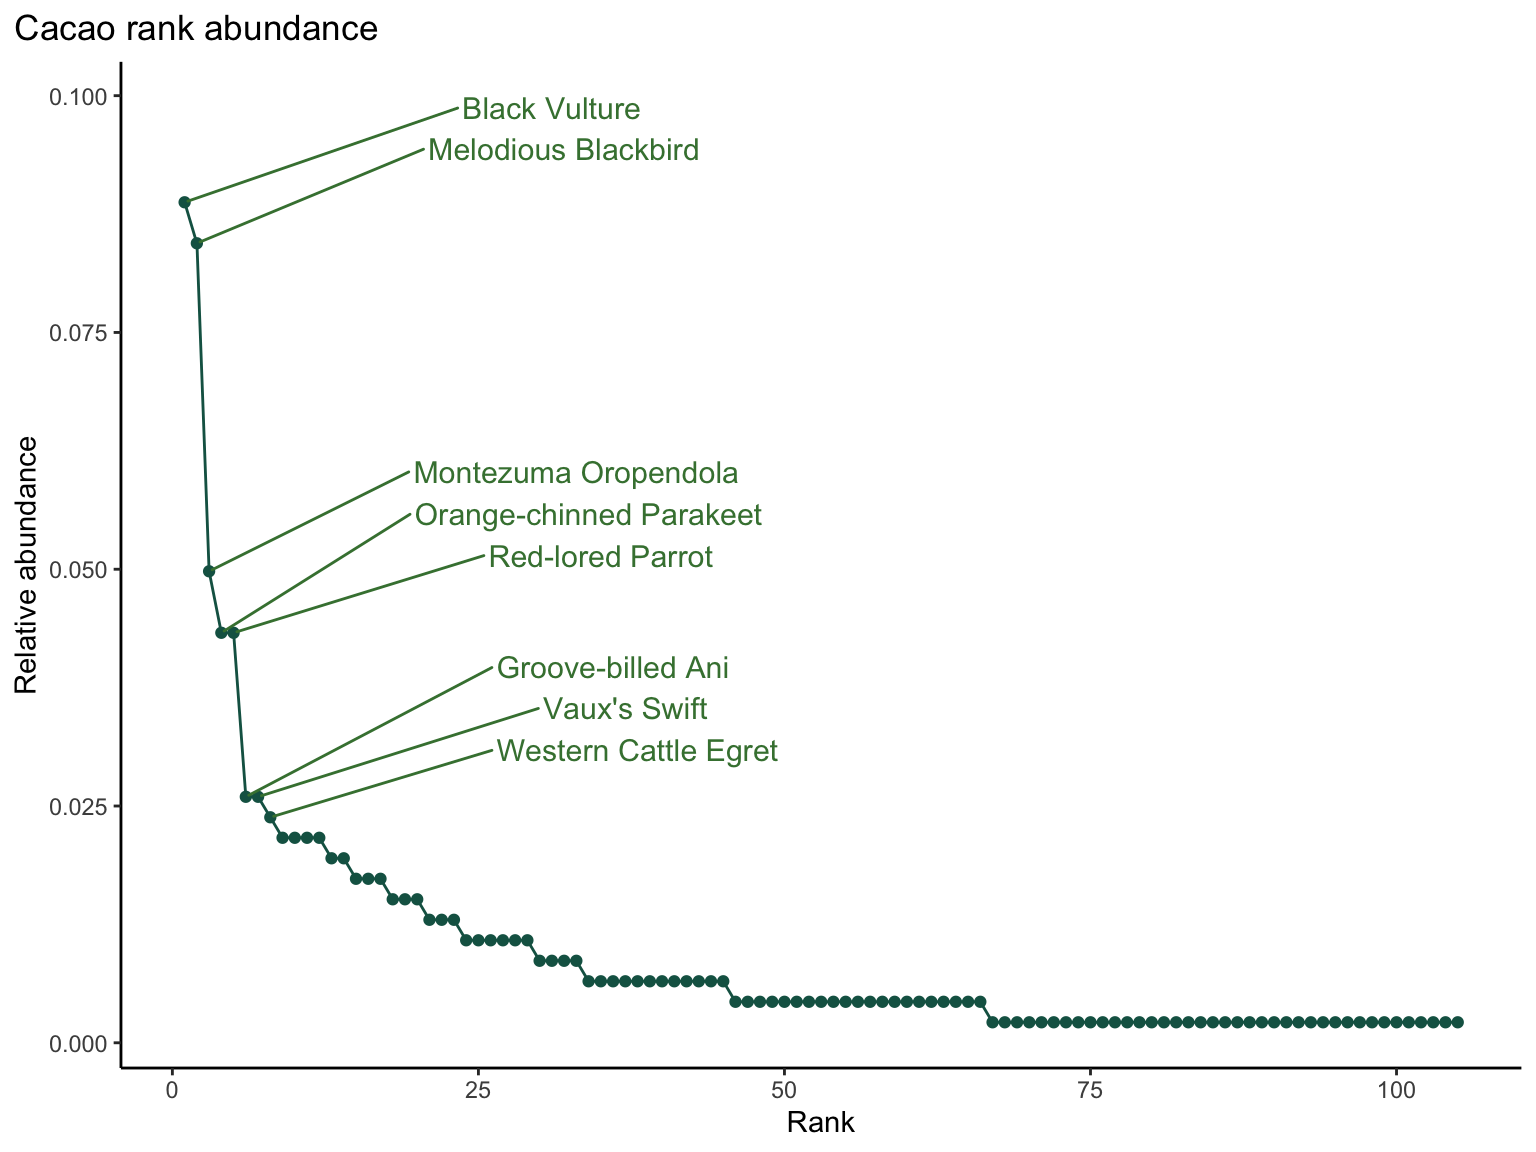 Cacao rank abundance
0.100
0.075
0.050
0.025
0.000
Relative abundance
Black Vulture
Melodious Blackbird
Montezuma Oropendola
Orange-chinned Parakeet
Red-lored Parrot
Groove-billed Ani
Vaux's Swift
Western Cattle Egret
0 25 50 75 100
Rank